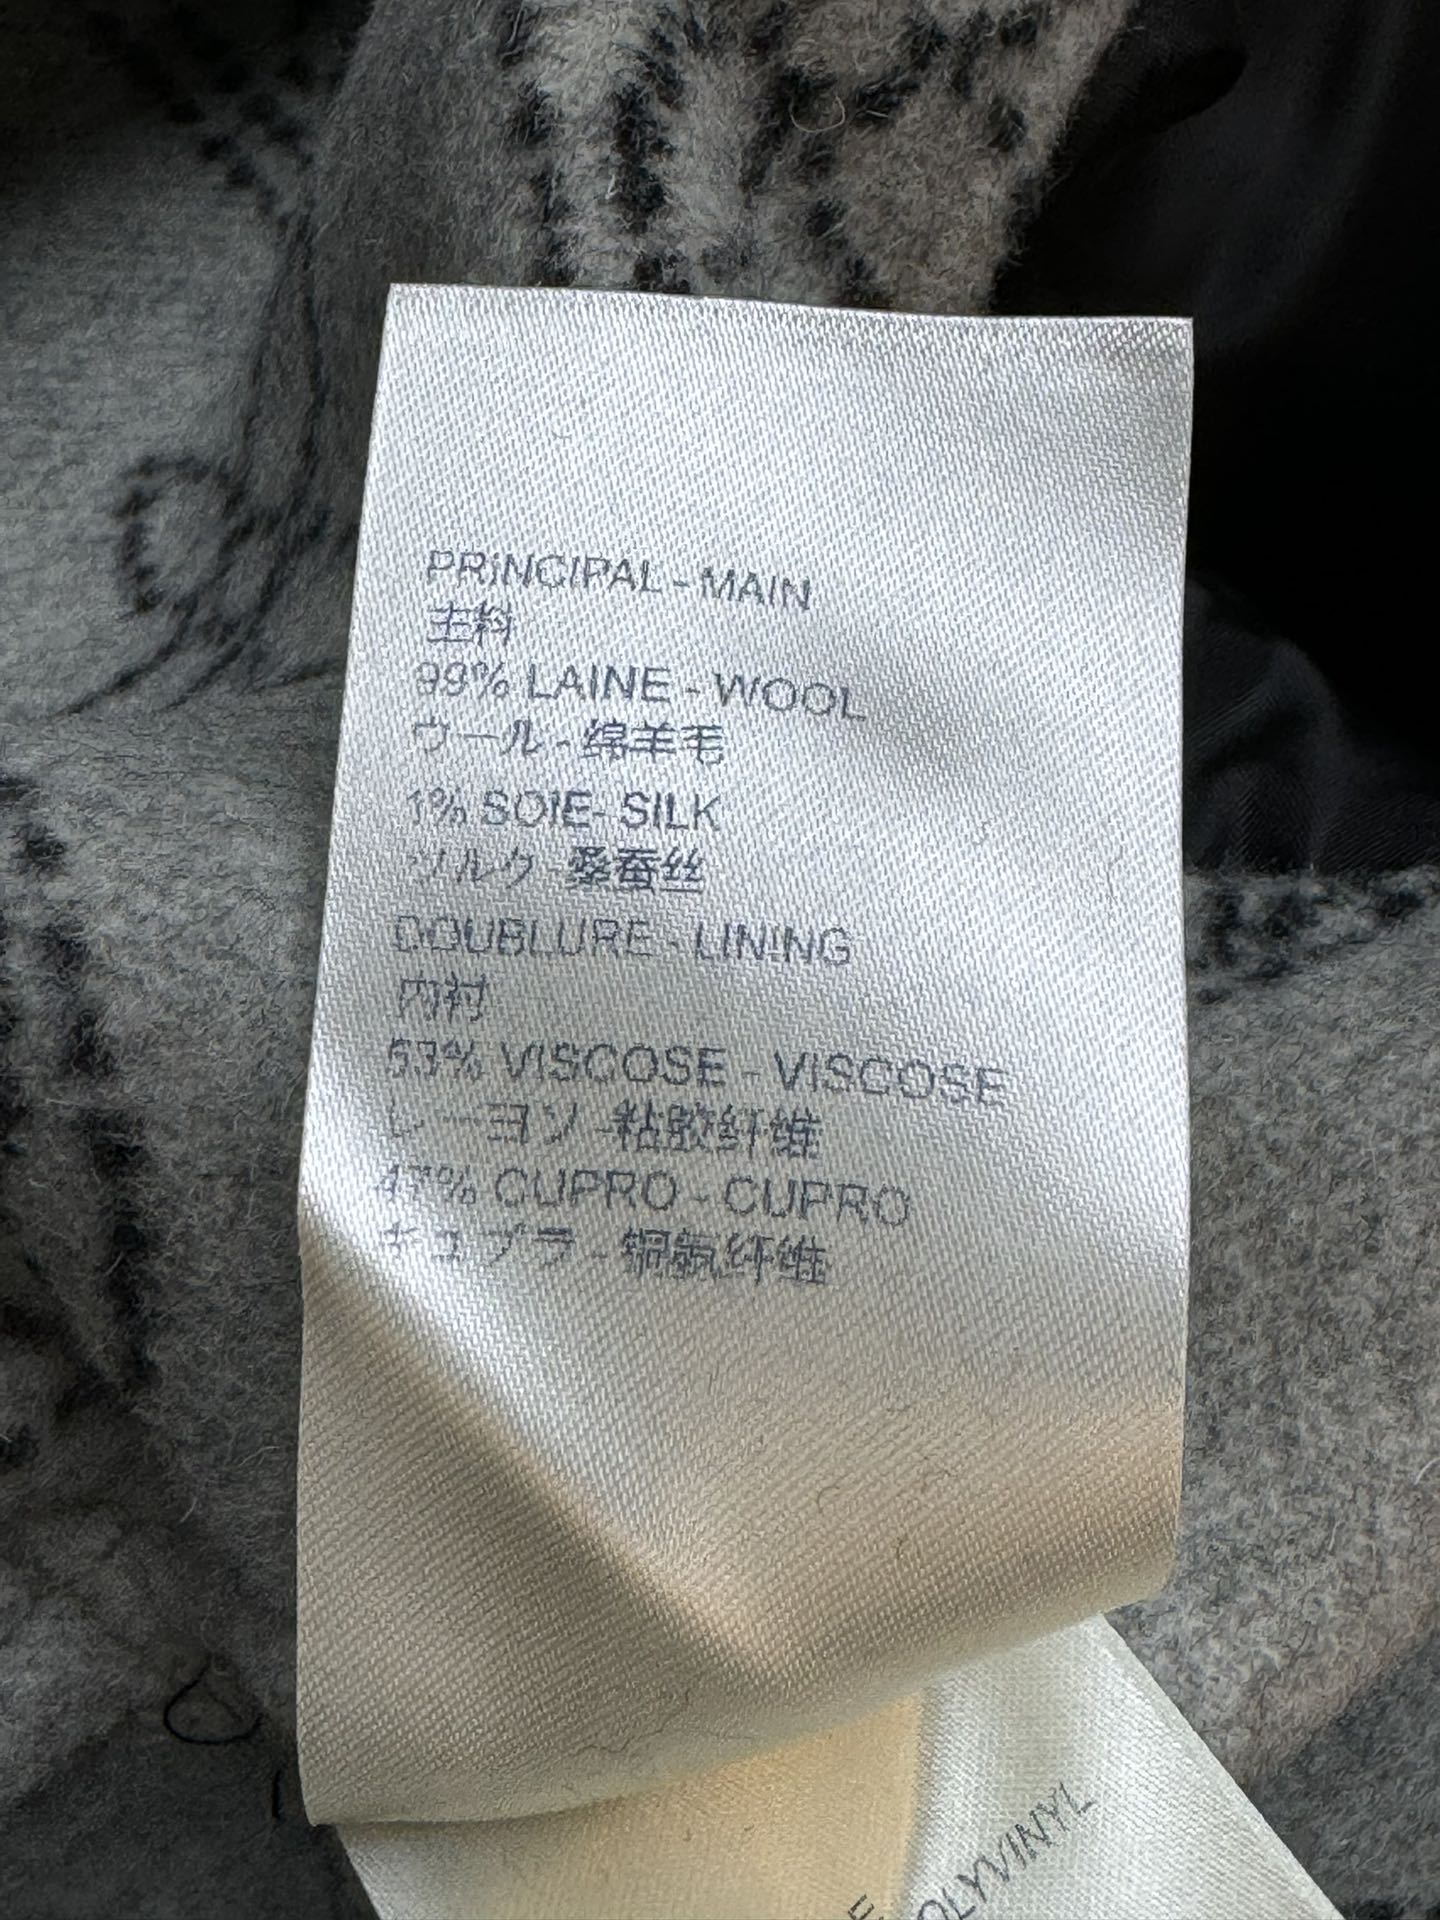 PRINCIPAL - MAIN
主料
99% LAINE - WOOL
ウール - 绵羊毛
1% SOIE- SILK
シルク - 桑蚕丝
DOUBLURE - LINING
内衬
53% VISCOSE - VISCOSE
レーヨン - 粘胶纤维
47% CUPRO - CUPRO
キュプラ - 铜氨纤维
OLYVINYL
E